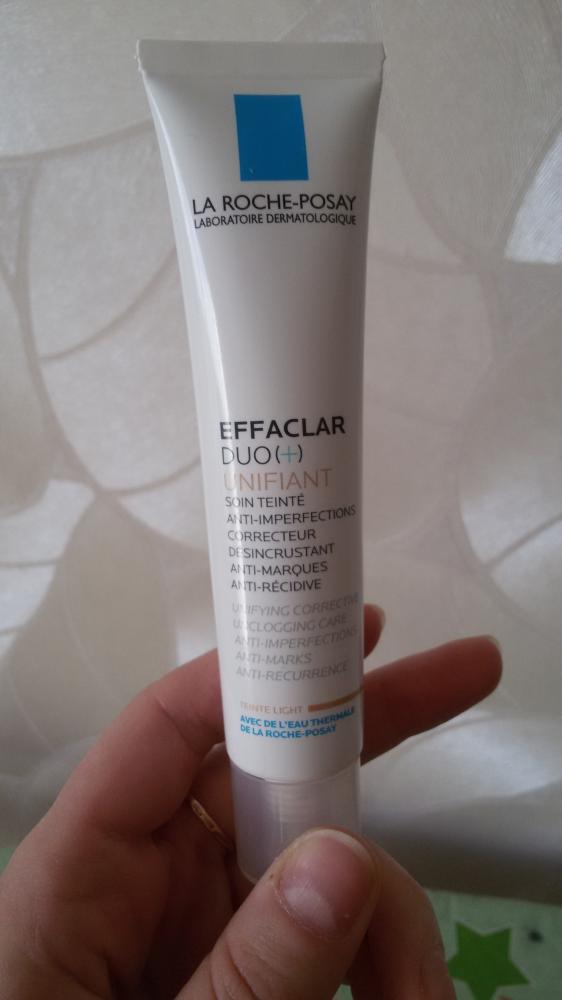 LA ROCHE-POSAY
LABORATOIRE DERMATOLOGIQUE
EFFACLAR
DUO(+)
UNIFIANT
SOIN TEINTÉ
ANTI-IMPERFECTIONS
CORRECTEUR
DÉSINCRUSTANT
ANTI-MARQUES
ANTI-RÉCIDIVE
UNIFYING CORRECTIVE
UNCLOGGING CARE
ANTI-IMPERFECTIONS
ANTI-MARKS
ANTI-RECURRENCE
TEINTE LIGHT
AVEC DE L'EAU THERMALE
DE LA ROCHE-POSAY